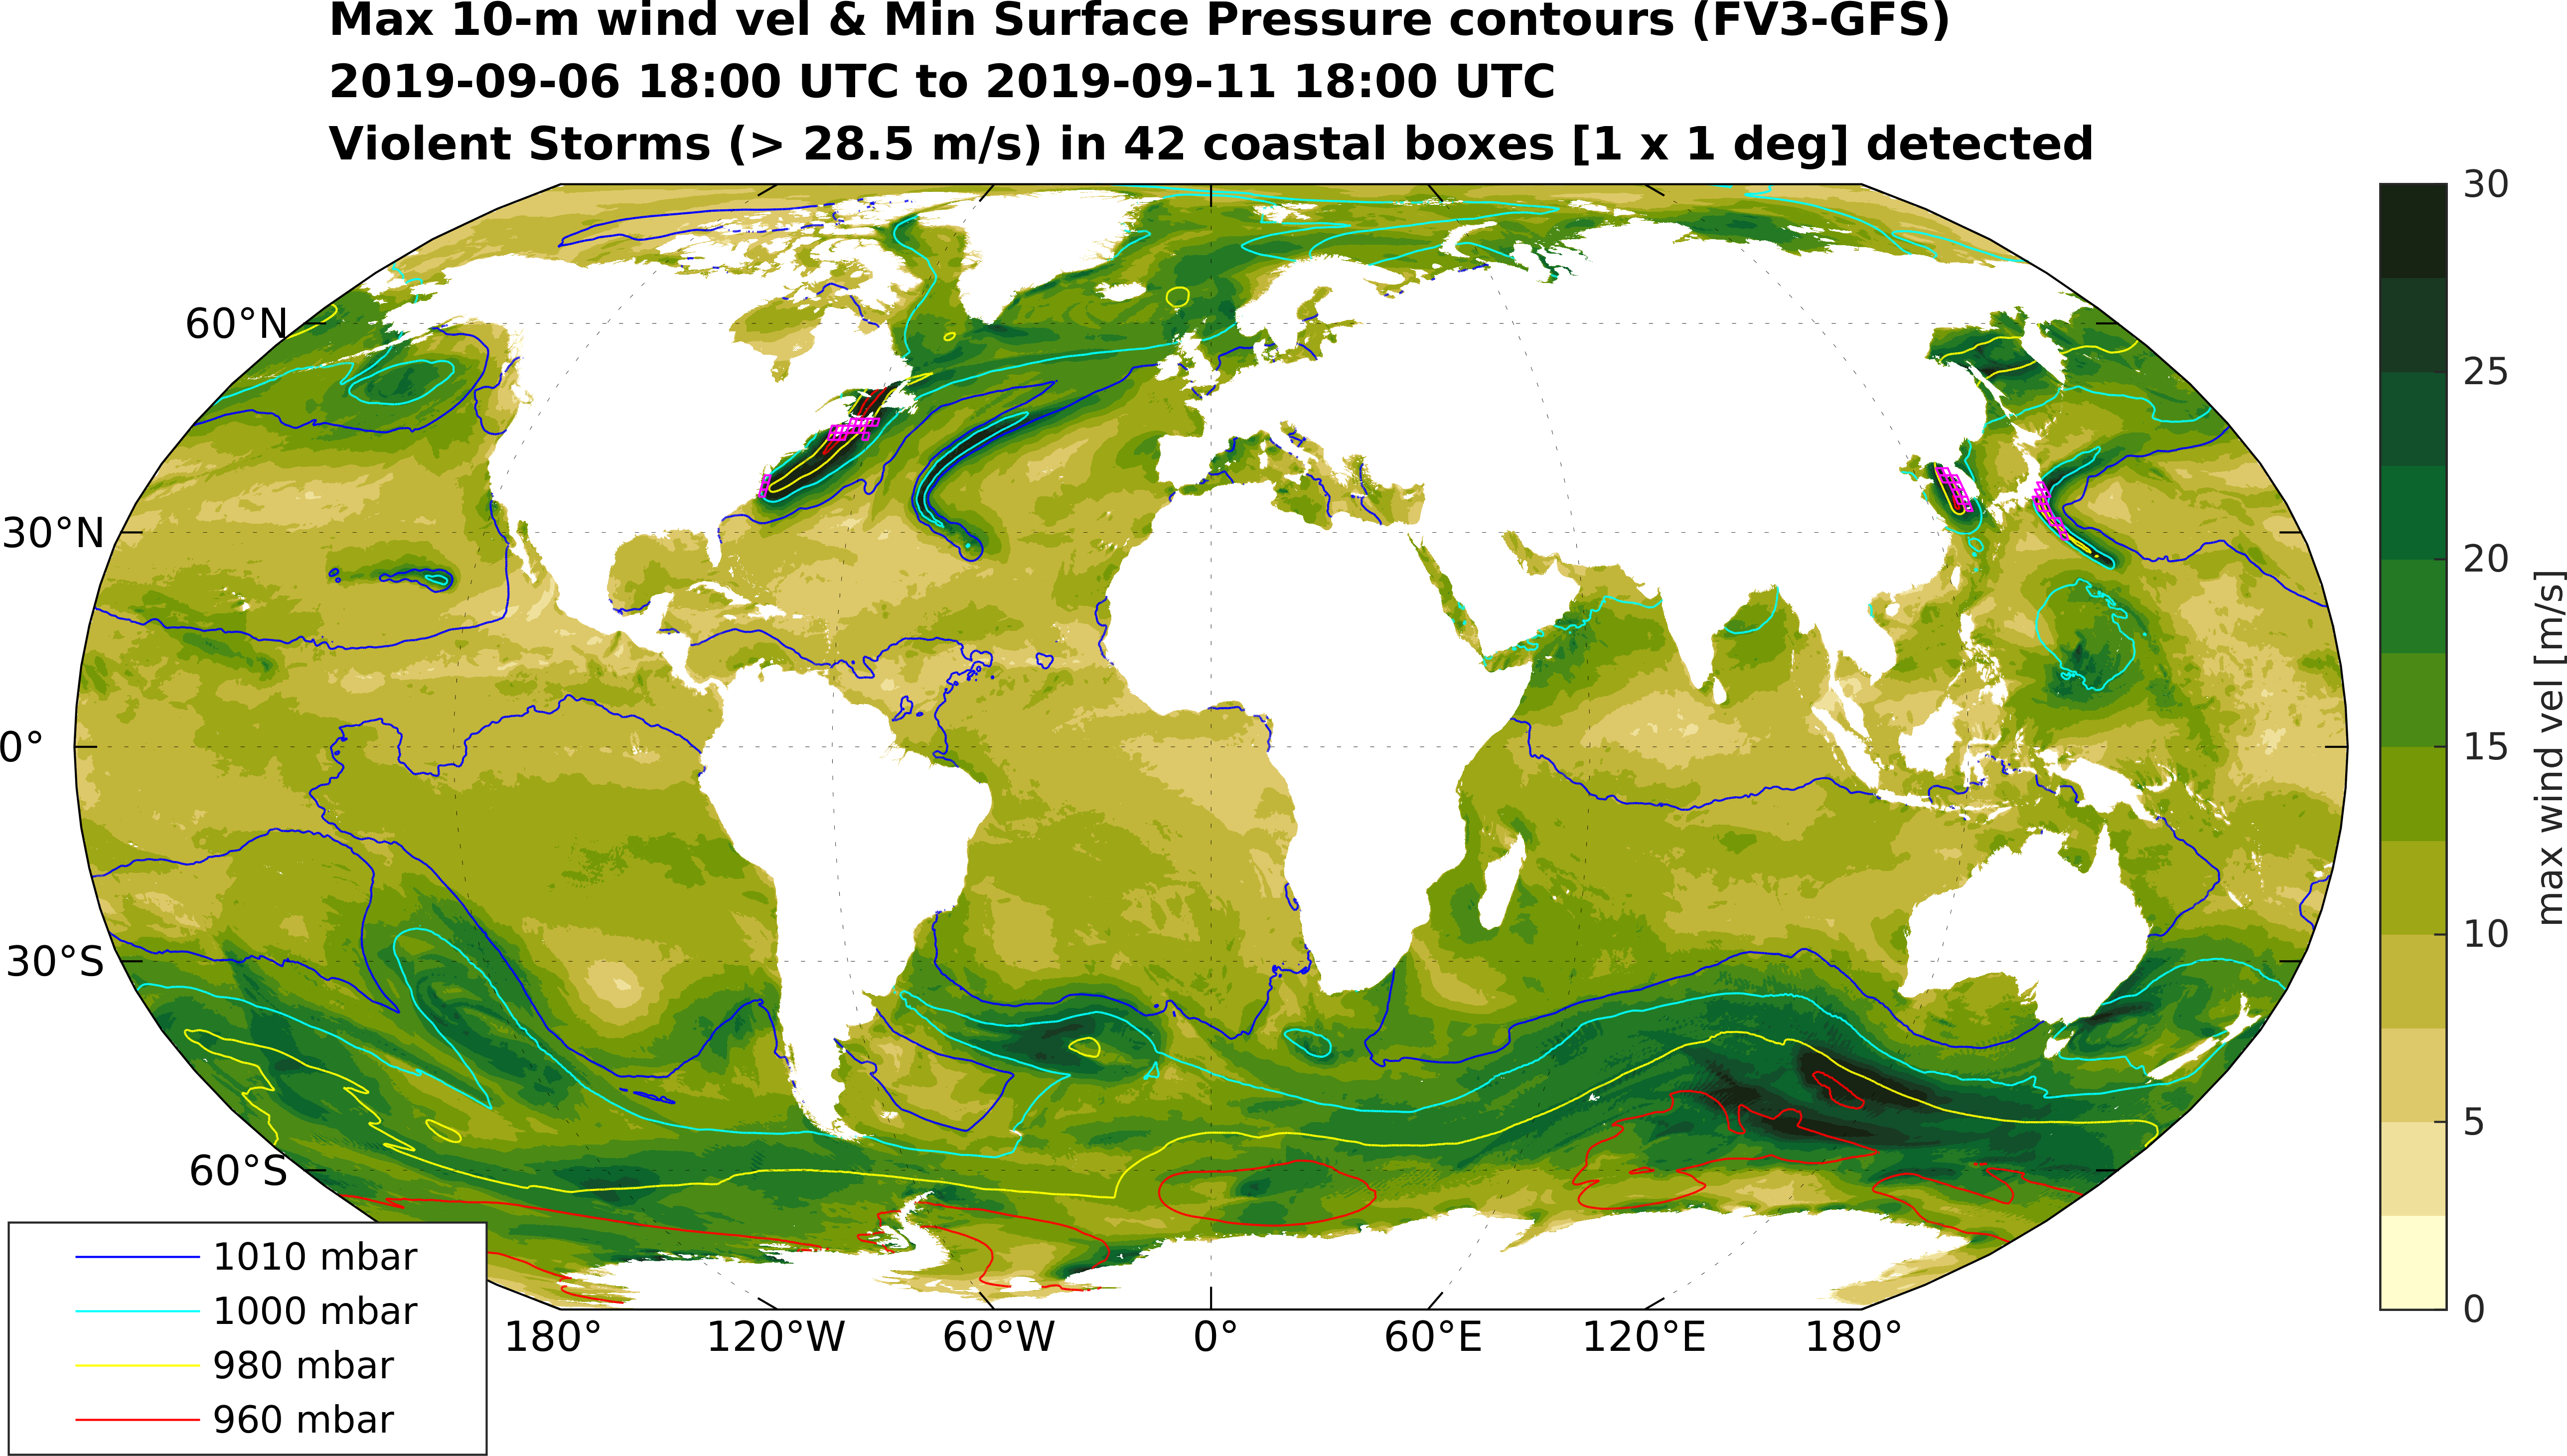 Max 10-m wind vel & Min Surface Pressure contours (FV3-GFS)
2019-09-06 18:00 UTC to 2019-09-11 18:00 UTC
Violent Storms (> 28.5 m/s) in 42 coastal boxes [1 x 1 deg] detected
60°N
30°N
0°
30°S
60°S
180°
120°W
60°W
0°
60°E
120°E
180°
1010 mbar
1000 mbar
980 mbar
960 mbar
30
25
20
15
10
5
0
max wind vel [m/s]